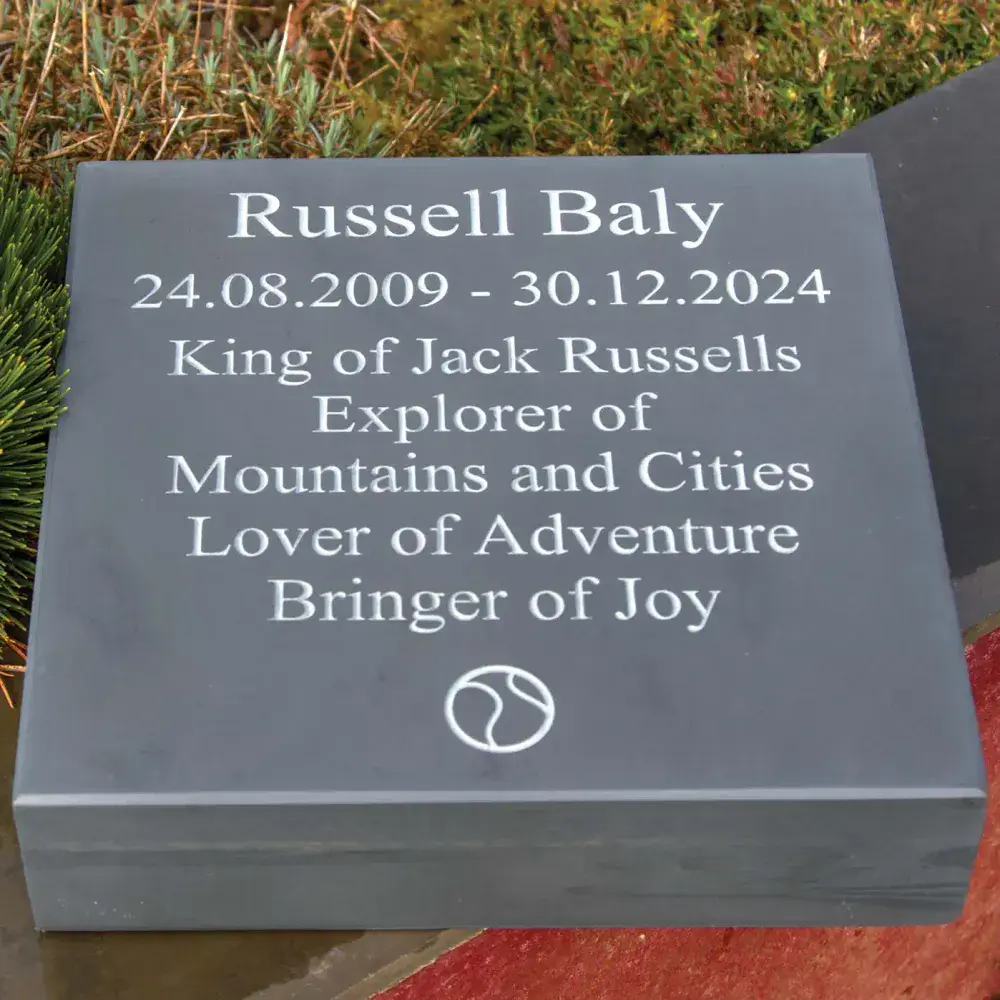 Russell Baly
24.08.2009 - 30.12.2024
King of Jack Russells
Explorer of
Mountains and Cities
Lover of Adventure
Bringer of Joy